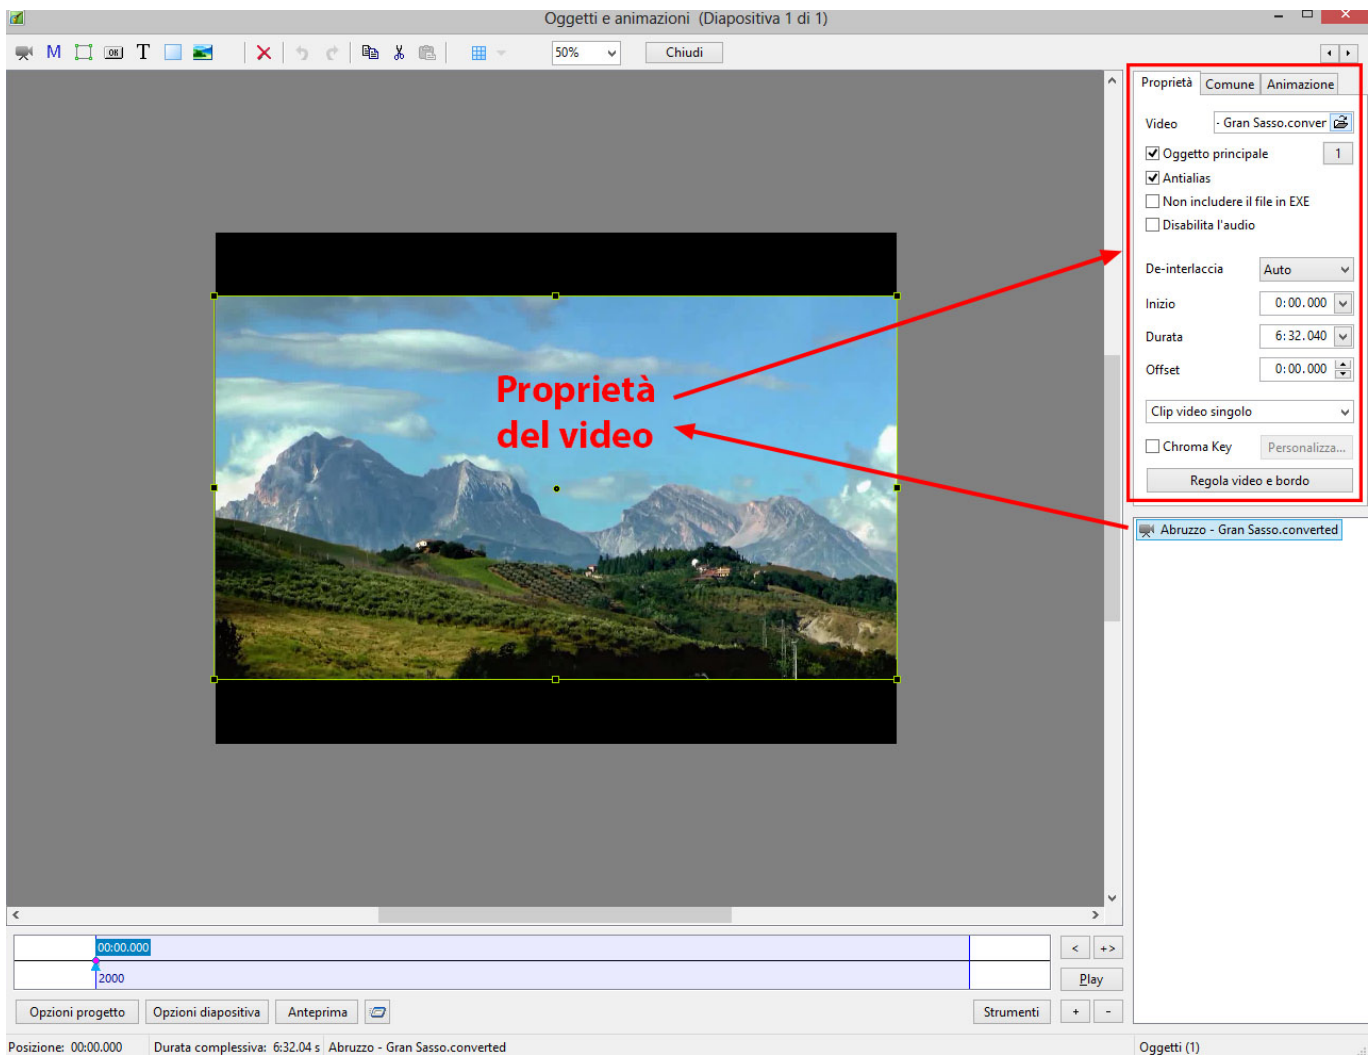 Oggetti e animazioni (Diapositiva 1 di 1)
M OK T 50% Chiudi
Proprietà Comune Animazione
Video - Gran Sasso.conver
Oggetto principale 1
Antialias
Non includere il file in EXE
Disabilita l'audio
De-interlaccia Auto
Inizio 0:00.000
Durata 6:32.040
Offset 0:00.000
Clip video singolo
Chroma Key Personalizza...
Regola video e bordo
Proprietà
del video
Abruzzo - Gran Sasso.converted
00:00.000
2000
< +>
Play
Opzioni progetto Opzioni diapositiva Anteprima Strumenti + -
Posizione: 00:00.000 Durata complessiva: 6:32.04 s Abruzzo - Gran Sasso.converted Oggetti (1)